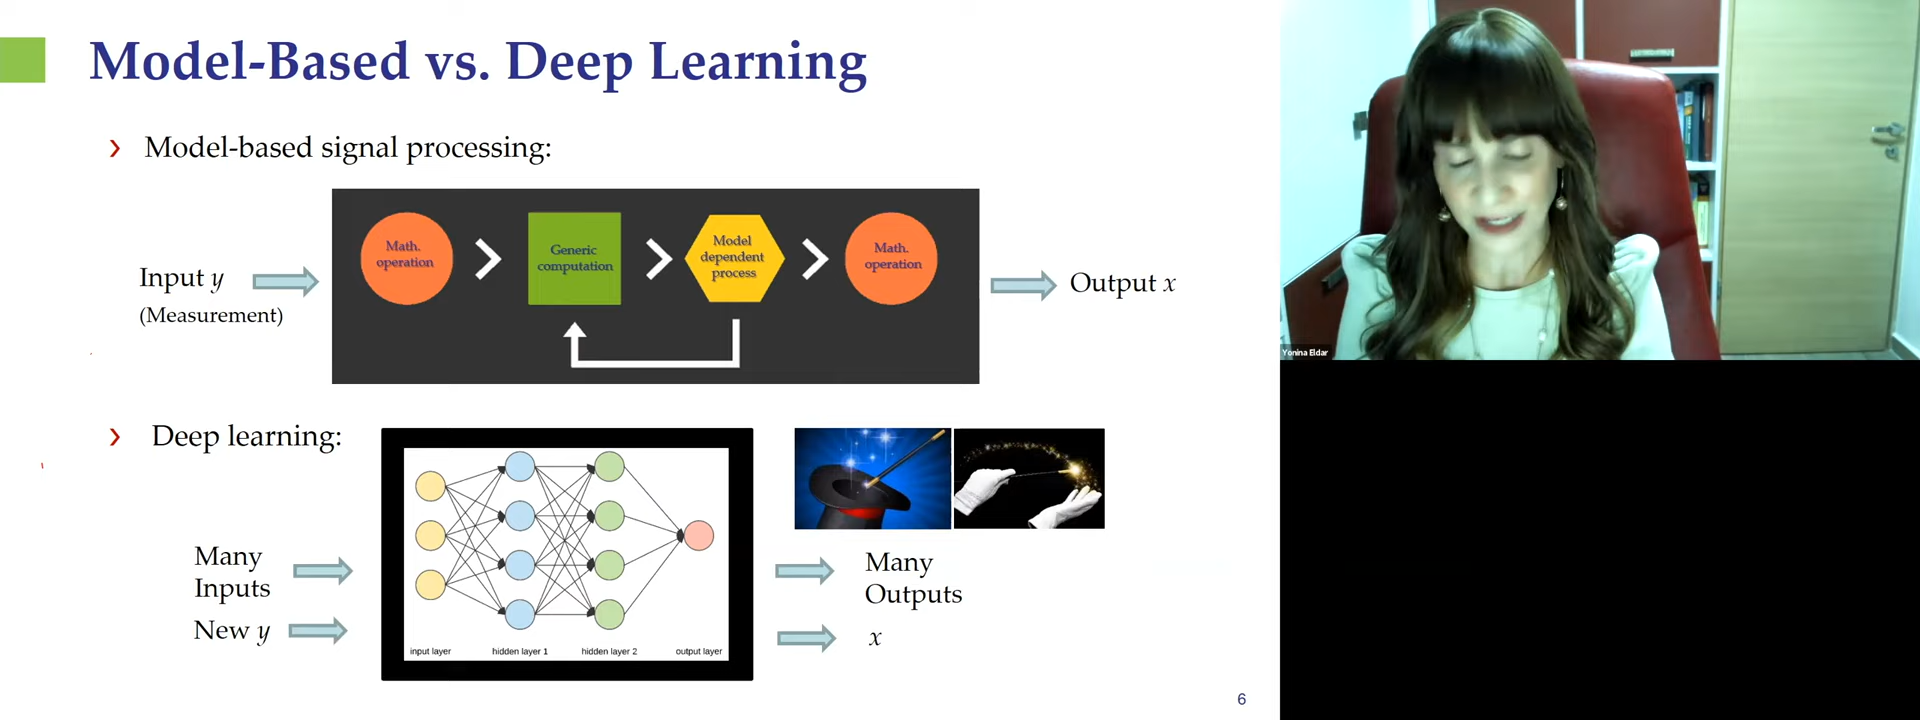 Model-Based vs. Deep Learning
› Model-based signal processing:
Input y
(Measurement)
Math.
operation
Generic
computation
Model
dependent
process
Math.
operation
Output x
› Deep learning:
Many
Inputs
New y
input layer
hidden layer 1
hidden layer 2
output layer
Many
Outputs
x
6
Yonina Eldar